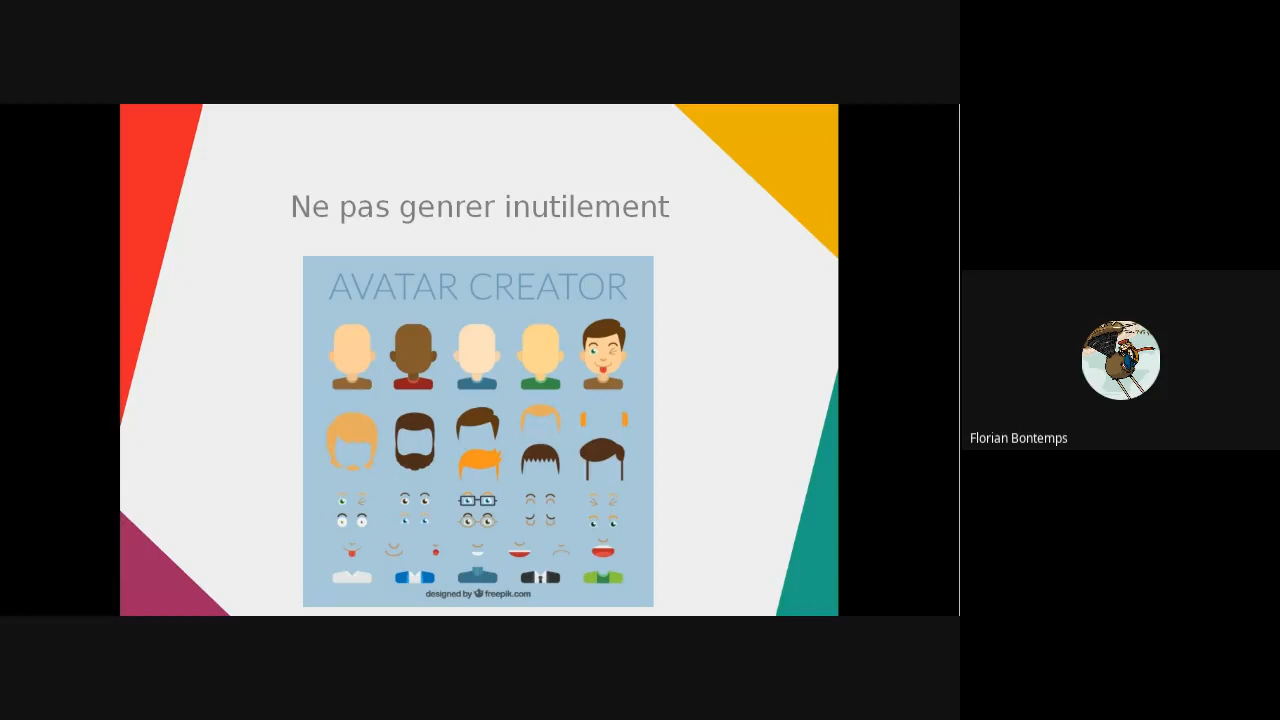 Ne pas genrer inutilement
AVATAR CREATOR
designed by freepik.com
Florian Bontemps